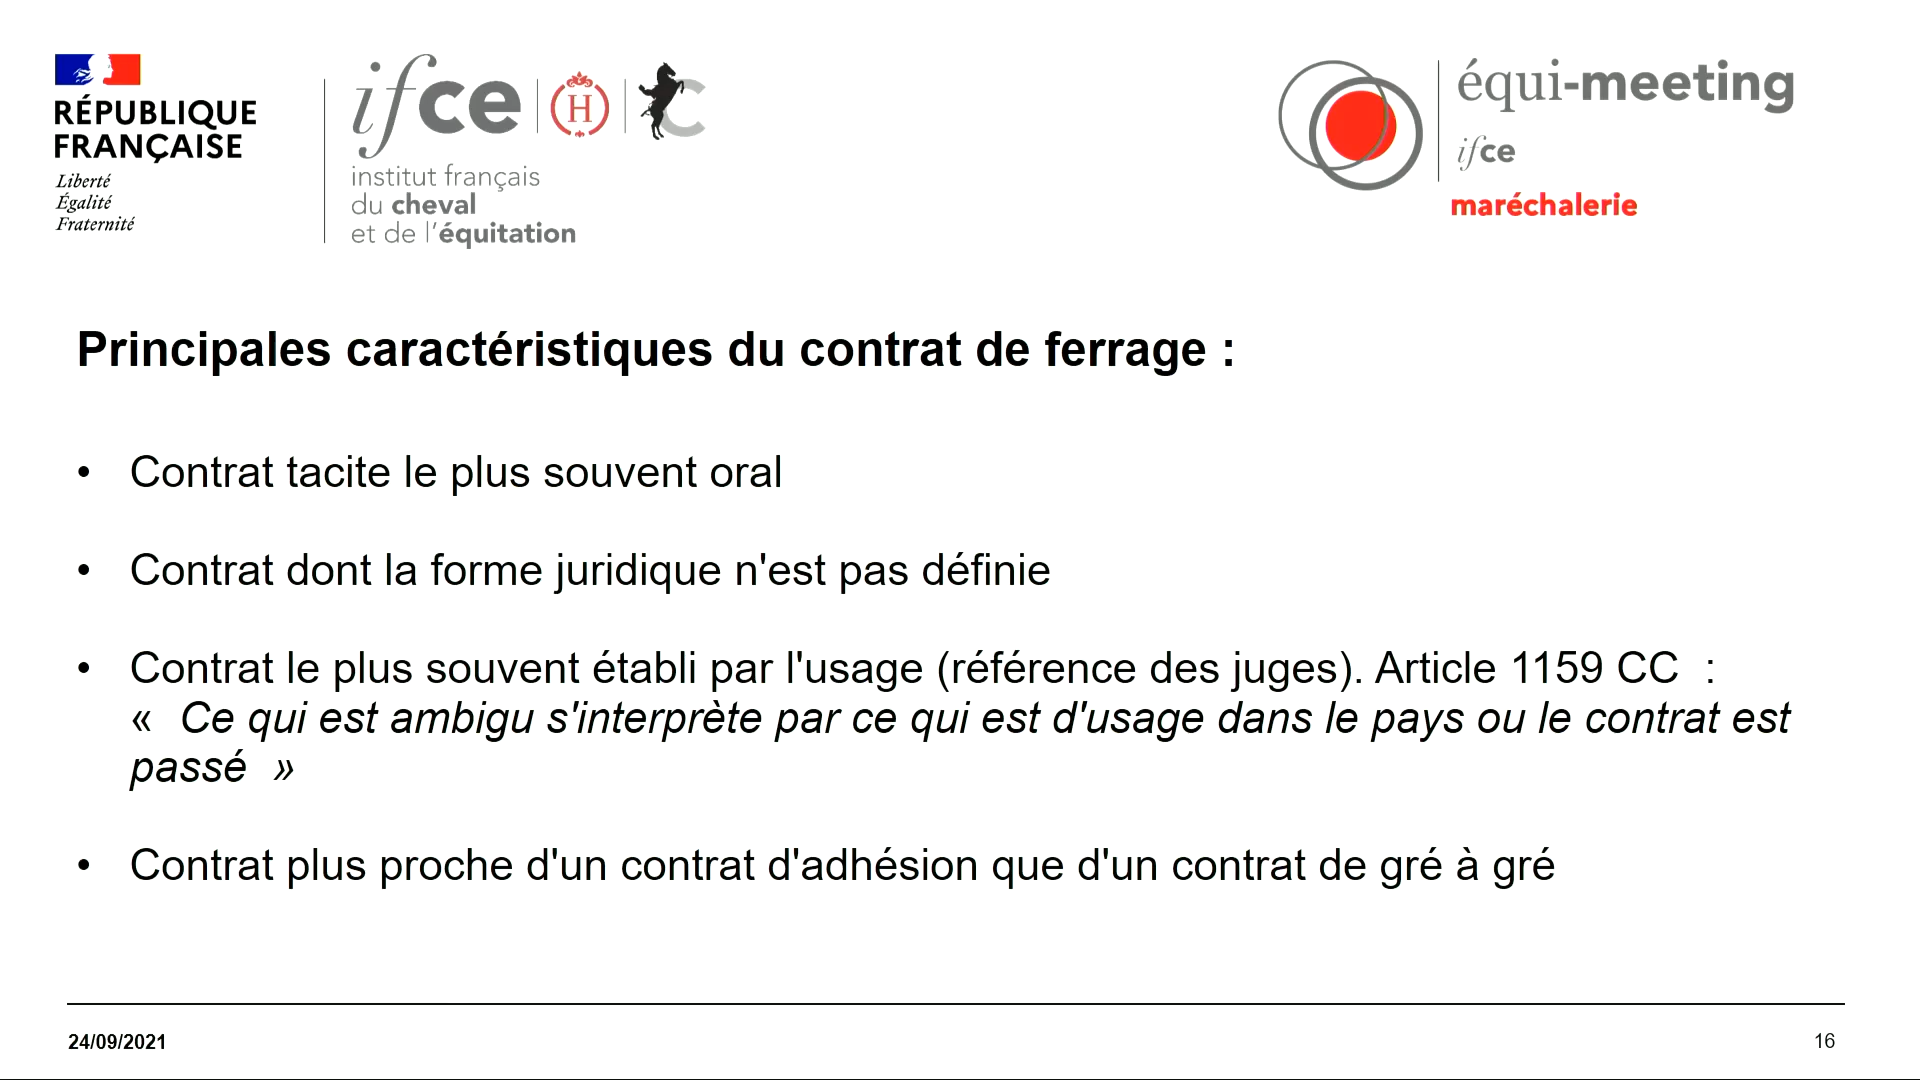 RÉPUBLIQUE
FRANÇAISE
Liberté
Égalité
Fraternité
ifce H C
institut français
du cheval
et de l'équitation
équi-meeting
ifce
maréchalerie
Principales caractéristiques du contrat de ferrage :
• Contrat tacite le plus souvent oral
• Contrat dont la forme juridique n'est pas définie
• Contrat le plus souvent établi par l'usage (référence des juges). Article 1159 CC :
« Ce qui est ambigu s'interprète par ce qui est d'usage dans le pays ou le contrat est
passé »
• Contrat plus proche d'un contrat d'adhésion que d'un contrat de gré à gré
24/09/2021
16